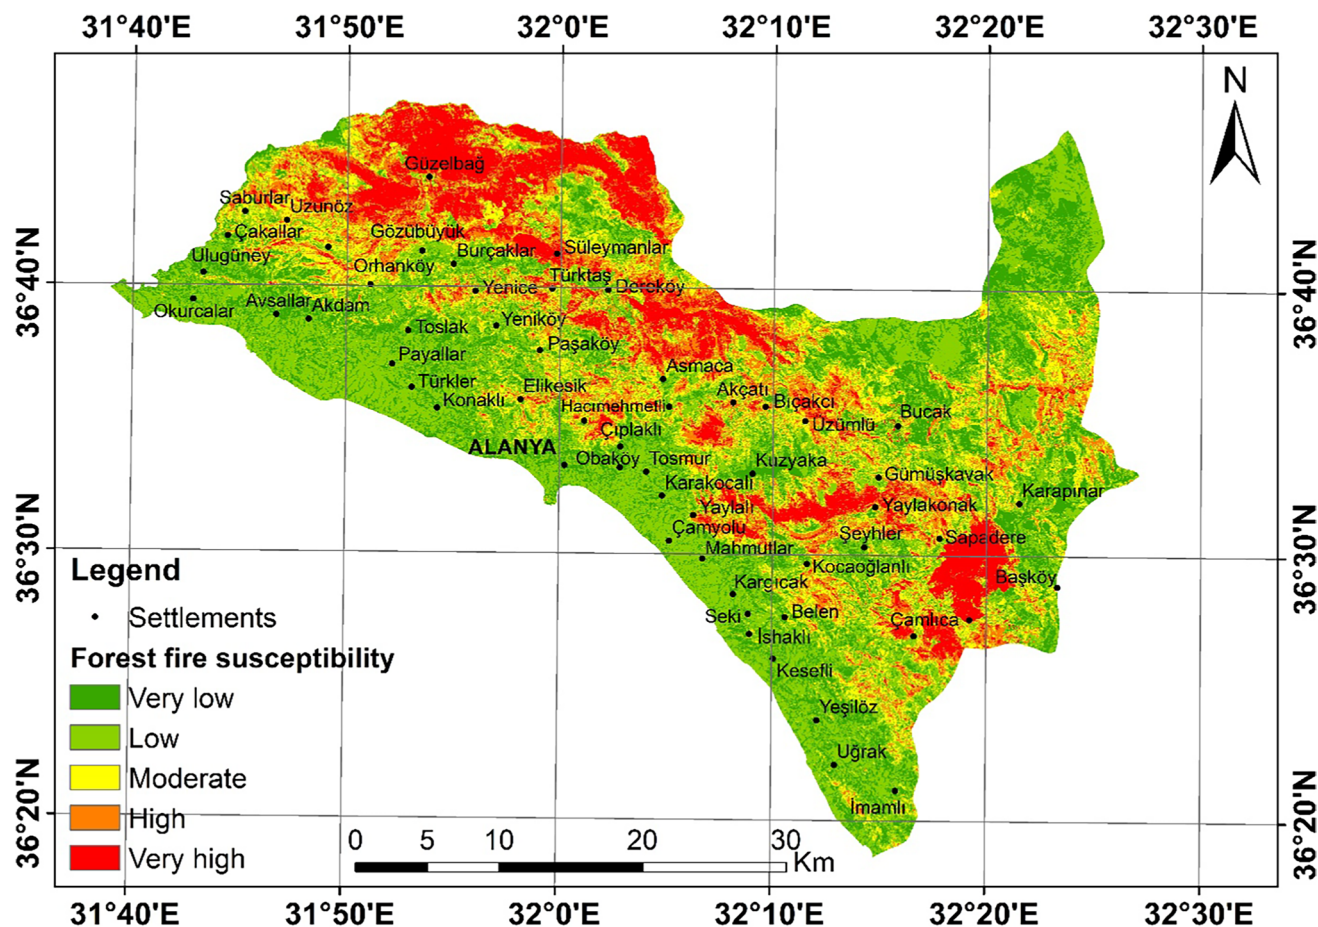 31°40'E 31°50'E 32°0'E 32°10'E 32°20'E 32°30'E
N
36°40'N
36°40'N
36°30'N
36°30'N
36°20'N
36°20'N
Güzelbağ
Saburlar
Uzunöz
Çakallar
Gözübüyük
Burçaklar
Süleymanlar
Ulugüney
Orhanköy
Türktaş
Yenice
Dereköy
Okurcalar
Avsallar
Akdam
Toslak
Yeniköy
Payallar
Paşaköy
Asmaca
Türkler
Elikesik
Akçatı
Konaklı
Hacımehmetli
Bıçakcı
Bucak
Çıplaklı
Üzümlü
ALANYA
Obaköy
Tosmur
Kuzyaka
Gümüşkavak
Karakocalı
Karapınar
Yaylalı
Yaylakonak
Çamyolu
Şeyhler
Sapadere
Mahmutlar
Kocaoğlanlı
Başköy
Kargıcak
Seki
Belen
Çamlıca
İshaklı
Kesefli
Yeşilöz
Uğrak
İmamlı
Legend
Settlements
Forest fire susceptibility
Very low
Low
Moderate
High
Very high
0 5 10 20 30
Km
31°40'E 31°50'E 32°0'E 32°10'E 32°20'E 32°30'E